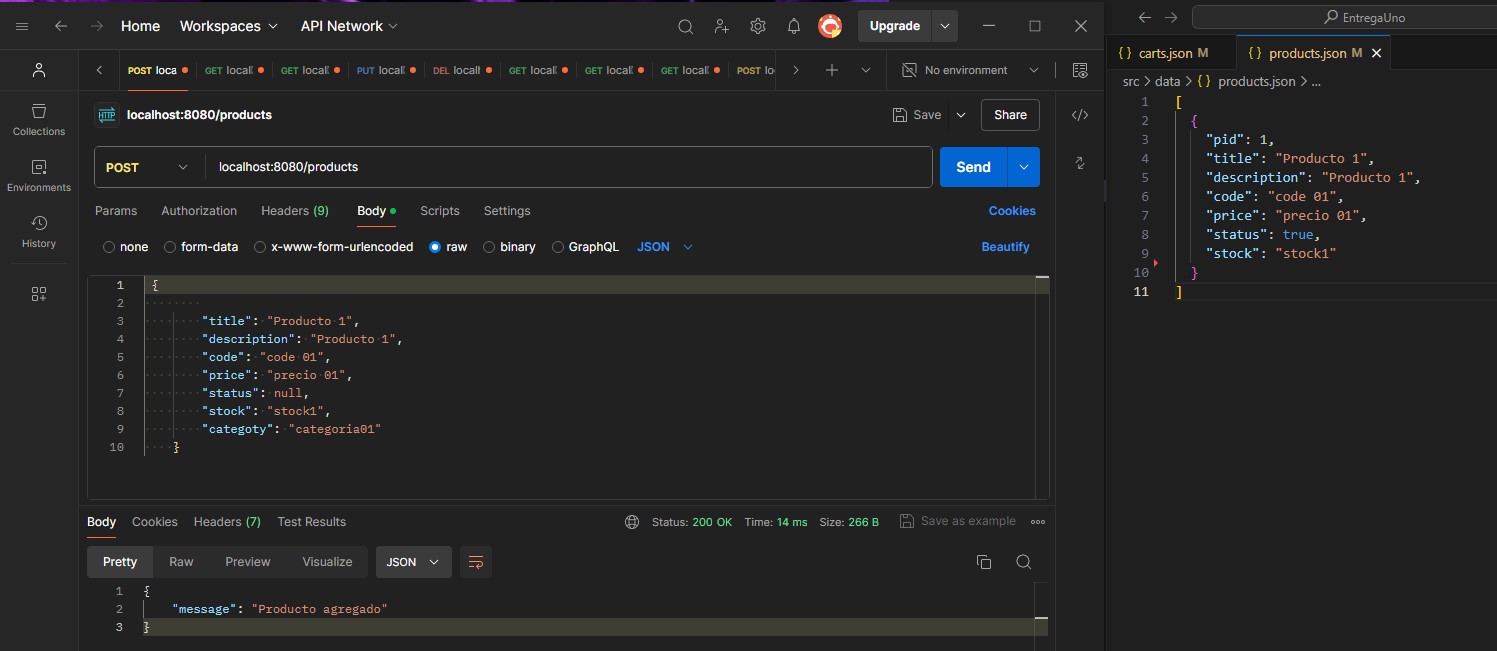 Home Workspaces API Network Upgrade
POST loca GET locall GET locall PUT locall DEL localh GET locall GET locall GET locall POST lo No environment
HTTP localhost:8080/products Save Share
POST localhost:8080/products Send
Params Authorization Headers (9) Body Scripts Settings Cookies
none form-data x-www-form-urlencoded raw binary GraphQL JSON Beautify
1 {
2
3 "title": "Producto 1",
4 "description": "Producto 1",
5 "code": "code 01",
6 "price": "precio 01",
7 "status": null,
8 "stock": "stock1",
9 "categoty": "categoria01"
10 }
Body Cookies Headers (7) Test Results Status: 200 OK Time: 14 ms Size: 266 B Save as example
Pretty Raw Preview Visualize JSON
1 {
2 "message": "Producto agregado"
3 }
Collections
Environments
History
EntregaUno
{} carts.json M {} products.json M
src > data > {} products.json > ...
1 [
2 {
3 "pid": 1,
4 "title": "Producto 1",
5 "description": "Producto 1",
6 "code": "code 01",
7 "price": "precio 01",
8 "status": true,
9 "stock": "stock1"
10 }
11 ]